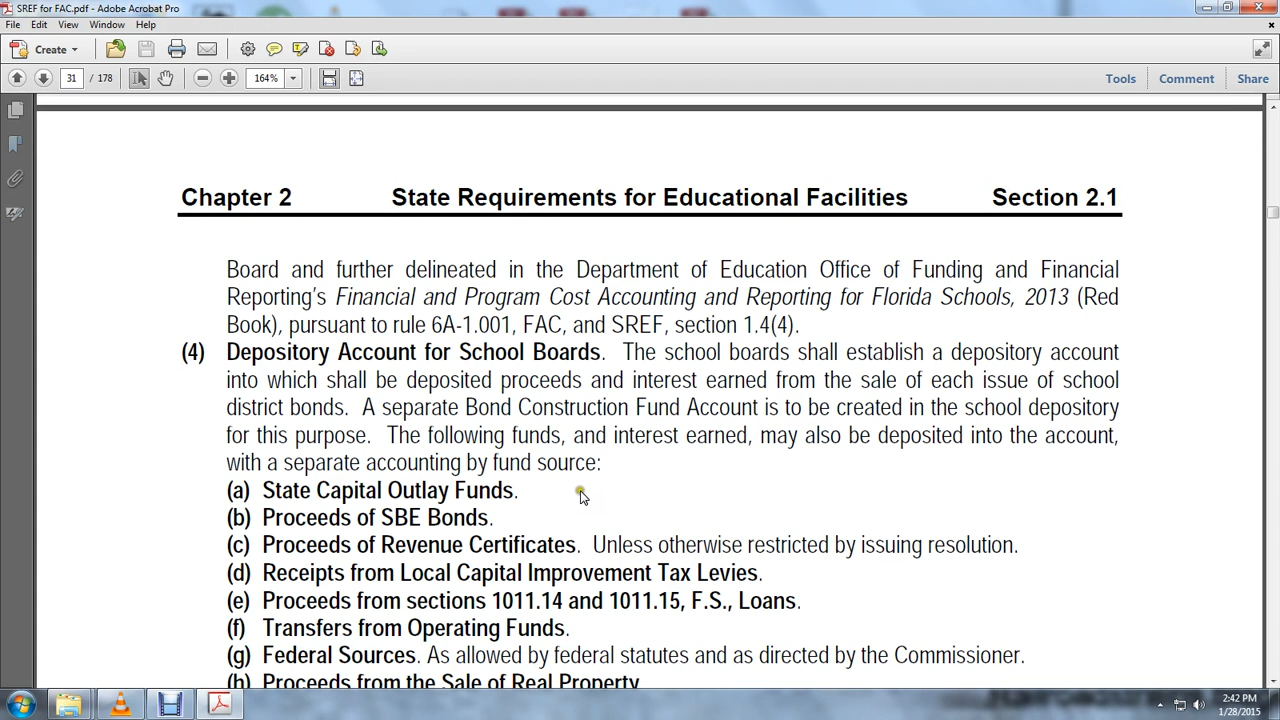 SREF for FAC.pdf - Adobe Acrobat Pro
File Edit View Window Help
Create
31 / 178 164% Tools Comment Share
Chapter 2 State Requirements for Educational Facilities Section 2.1
Board and further delineated in the Department of Education Office of Funding and Financial
Reporting's Financial and Program Cost Accounting and Reporting for Florida Schools, 2013 (Red
Book), pursuant to rule 6A-1.001, FAC, and SREF, section 1.4(4).
(4) Depository Account for School Boards. The school boards shall establish a depository account
into which shall be deposited proceeds and interest earned from the sale of each issue of school
district bonds. A separate Bond Construction Fund Account is to be created in the school depository
for this purpose. The following funds, and interest earned, may also be deposited into the account,
with a separate accounting by fund source:
(a) State Capital Outlay Funds.
(b) Proceeds of SBE Bonds.
(c) Proceeds of Revenue Certificates. Unless otherwise restricted by issuing resolution.
(d) Receipts from Local Capital Improvement Tax Levies.
(e) Proceeds from sections 1011.14 and 1011.15, F.S., Loans.
(f) Transfers from Operating Funds.
(g) Federal Sources. As allowed by federal statutes and as directed by the Commissioner.
(h) Proceeds from the Sale of Real Property
2:42 PM
1/28/2015